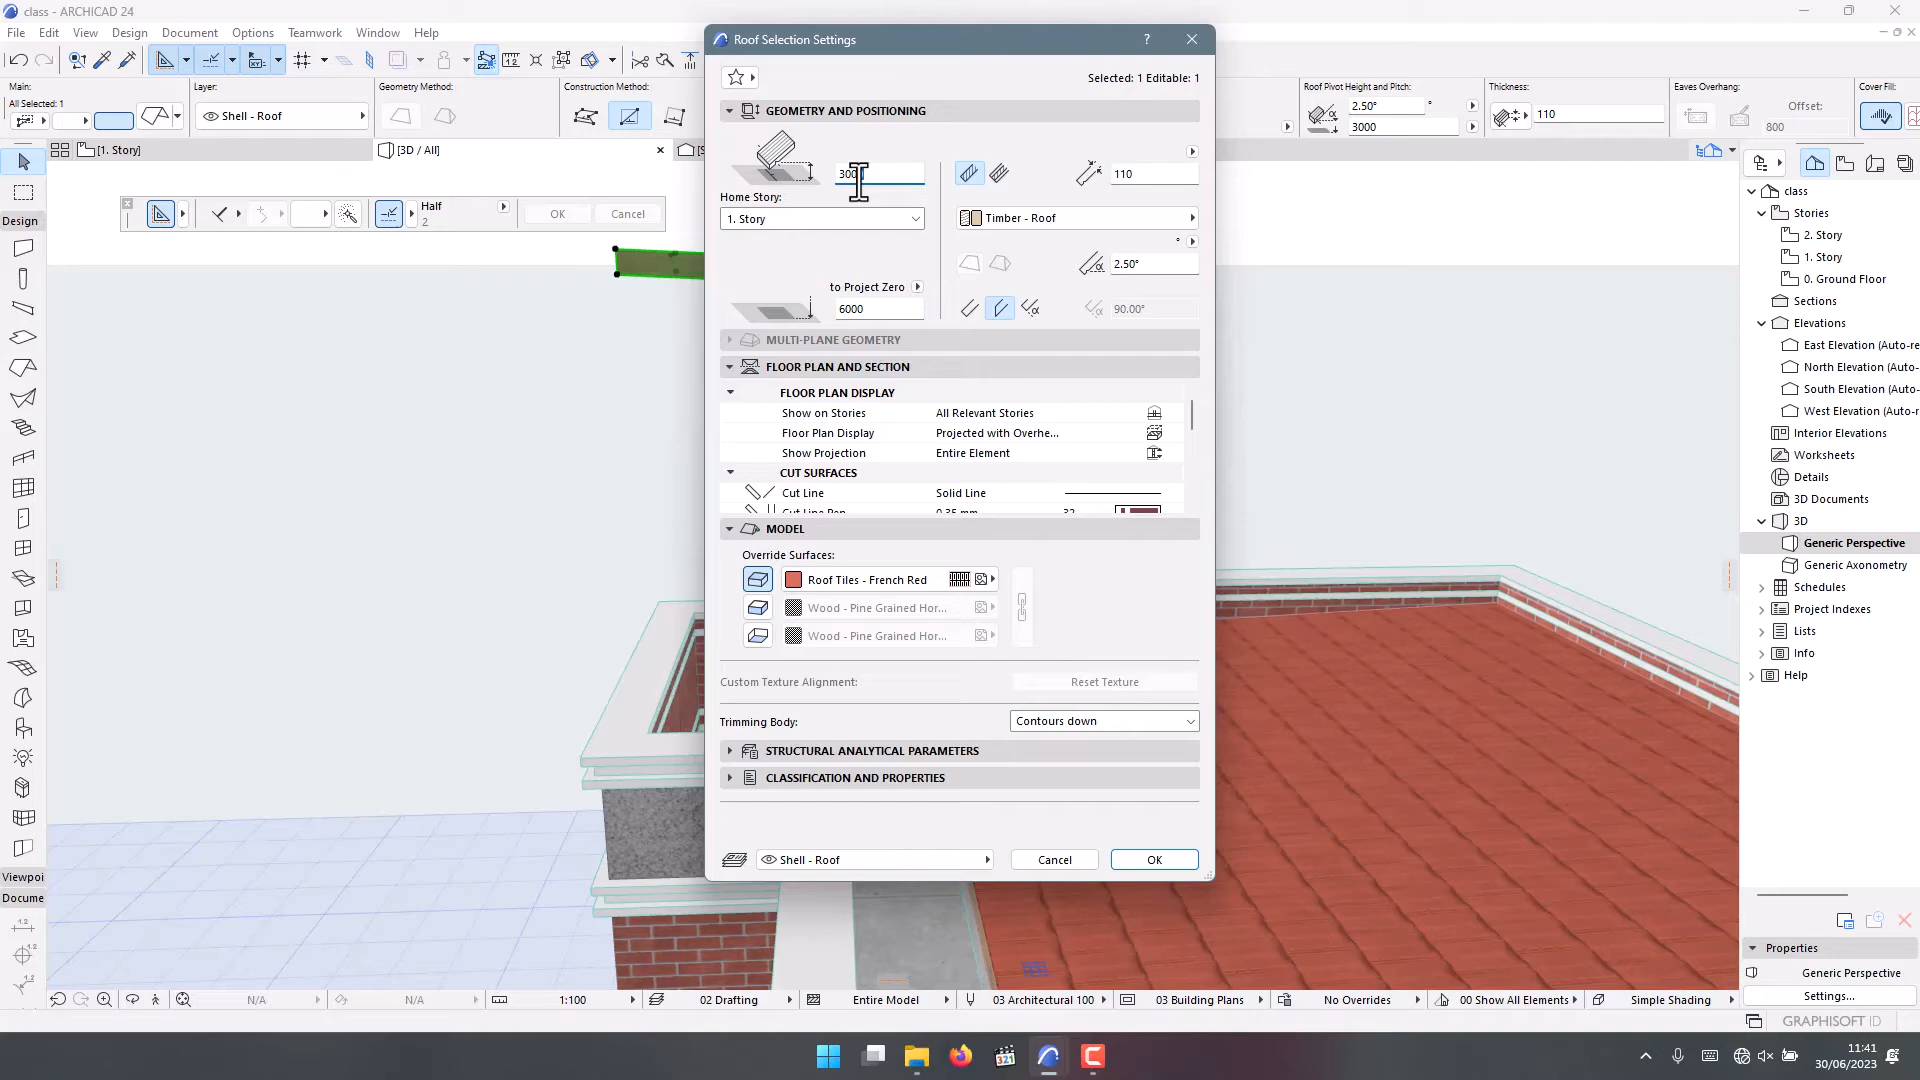 class - ARCHICAD 24
File Edit View Design Document Options Teamwork Window Help
Main:
All Selected: 1
Layer:
Shell - Roof
Geometry Method:
Construction Method:
Roof Pivot Height and Pitch:
2.50° °
3000
Thickness:
110
Eaves Overhang:
Offset:
800
Cover Fill:
[1. Story]
[3D / All]
Design
Half
2
OK
Cancel
Roof Selection Settings
?
Selected: 1 Editable: 1
GEOMETRY AND POSITIONING
110
Home Story:
1. Story
Timber - Roof
°
2.50°
to Project Zero
6000
90.00°
MULTI-PLANE GEOMETRY
FLOOR PLAN AND SECTION
FLOOR PLAN DISPLAY
Show on Stories All Relevant Stories
Floor Plan Display Projected with Overhe...
Show Projection Entire Element
CUT SURFACES
Cut Line Solid Line
Cut Line Pen 0.35 mm 32
MODEL
Override Surfaces:
Roof Tiles - French Red
Wood - Pine Grained Hor...
Wood - Pine Grained Hor...
Custom Texture Alignment:
Reset Texture
Trimming Body:
Contours down
STRUCTURAL ANALYTICAL PARAMETERS
CLASSIFICATION AND PROPERTIES
Shell - Roof
Cancel
OK
class
Stories
2. Story
1. Story
0. Ground Floor
Sections
Elevations
East Elevation (Auto-re
North Elevation (Auto-
South Elevation (Auto-
West Elevation (Auto-re
Interior Elevations
Worksheets
Details
3D Documents
3D
Generic Perspective
Generic Axonometry
Schedules
Project Indexes
Lists
Info
Help
Properties
Generic Perspective
Settings...
Viewpoi
Docume
N/A
N/A
1:100
02 Drafting
Entire Model
03 Architectural 100
03 Building Plans
No Overrides
00 Show All Elements
Simple Shading
GRAPHISOFT ID
11:41
30/06/2023